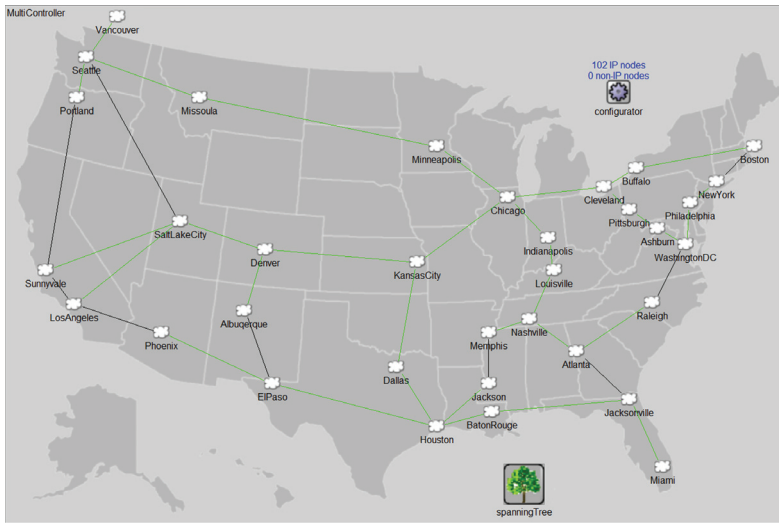 MultiController
Vancouver
Seattle
102 IP nodes
0 non-IP nodes
configurator
Portland
Missoula
Minneapolis
Boston
Buffalo
NewYork
Cleveland
Chicago
Philadelphia
Pittsburgh
SaltLakeCity
Ashburn
Indianapolis
WashingtonDC
Denver
KansasCity
Sunnyvale
Louisville
LosAngeles
Raleigh
Albuqerque
Nashville
Phoenix
Memphis
Atlanta
Dallas
ElPaso
Jackson
Jacksonville
BatonRouge
Houston
Miami
spanningTree